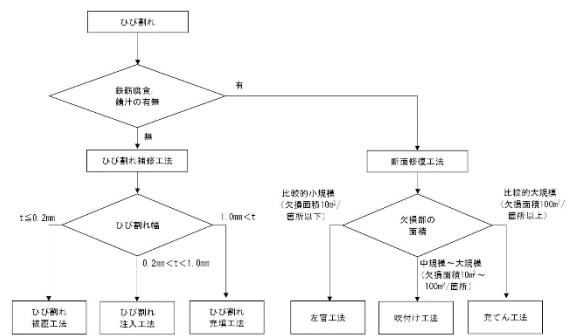 ひび割れ
鉄筋腐食、
錆汁の有無
有
無
ひび割れ補修工法
断面修復工法
t≦0.2mm
ひび割れ幅
1.0mm<t
0.2mm<t<1.0mm
比較的小規模
(欠損面積10㎡/
箇所以下)
欠損部の
面積
比較的大規模
(欠損面積100㎡/
箇所以上)
中規模～大規模
(欠損面積10㎡～
100㎡/箇所)
ひび割れ
被覆工法
ひび割れ
注入工法
ひび割れ
充填工法
左官工法
吹付け工法
充てん工法